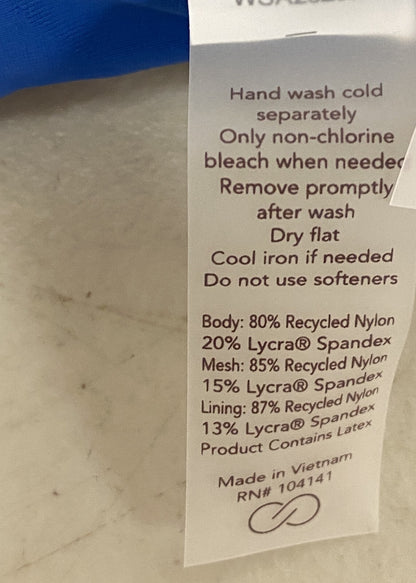 Hand wash cold
separately
Only non-chlorine
bleach when needed
Remove promptly
after wash
Dry flat
Cool iron if needed
Do not use softeners
Body: 80% Recycled Nylon
20% Lycra® Spandex
Mesh: 85% Recycled Nylon
15% Lycra® Spandex
Lining: 87% Recycled Nylon
13% Lycra® Spandex
Product Contains Latex
Made in Vietnam
RN# 104141